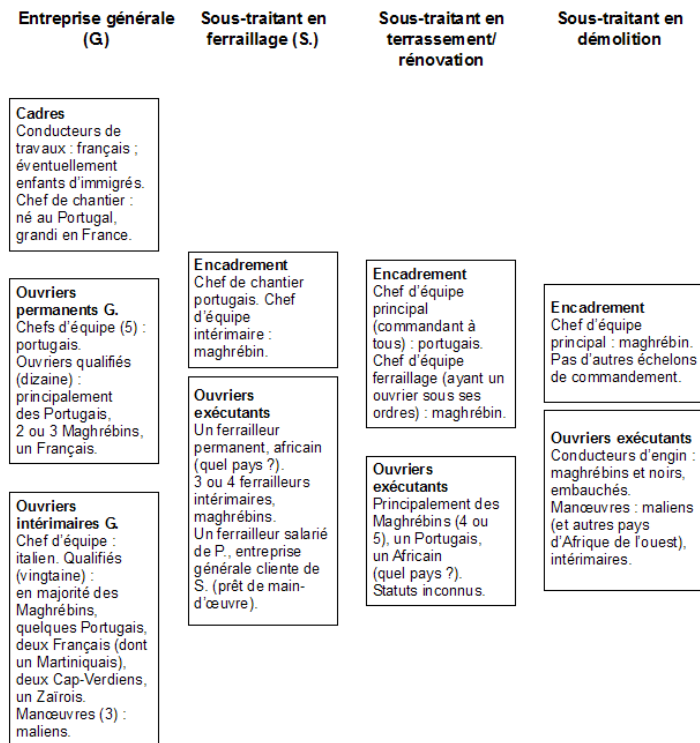 Entreprise générale
(G)
Cadres
Conducteurs de
travaux : français ;
éventuellement
enfants d'immigrés.
Chef de chantier :
né au Portugal,
grandi en France.
Ouvriers
permanents G.
Chefs d'équipe (5) :
portugais.
Ouvriers qualifiés
(dizaine) :
principalement
des Portugais,
2 ou 3 Maghrébins,
un Français.
Ouvriers
intérimaires G.
Chef d'équipe :
italien. Qualifiés
(vingtaine) :
en majorité des
Maghrébins,
quelques Portugais,
deux Français (dont
un Martiniquais),
deux Cap-Verdiens,
un Zaïrois.
Manœuvres (3) :
maliens.
Sous-traitant en
ferraillage (S.)
Encadrement
Chef de chantier
portugais. Chef
d'équipe
intérimaire :
maghrébin.
Ouvriers
exécutants
Un ferrailleur
permanent, africain
(quel pays ?).
3 ou 4 ferrailleurs
intérimaires,
maghrébins.
Un ferrailleur salarié
de P., entreprise
générale cliente de
S. (prêt de main-
d'œuvre).
Sous-traitant en
terrassement/
rénovation
Encadrement
Chef d'équipe
principal
(commandant à
tous) : portugais.
Chef d'équipe
ferraillage (ayant un
ouvrier sous ses
ordres) : maghrébin.
Ouvriers
exécutants
Principalement des
Maghrébins (4 ou
5), un Portugais,
un Africain
(quel pays ?).
Statuts inconnus.
Sous-traitant en
démolition
Encadrement
Chef d'équipe
principal : maghrébin.
Pas d'autres échelons
de commandement.
Ouvriers exécutants
Conducteurs d'engin :
maghrébins et noirs,
embauchés.
Manœuvres : maliens
(et autres pays
d'Afrique de l'ouest),
intérimaires.